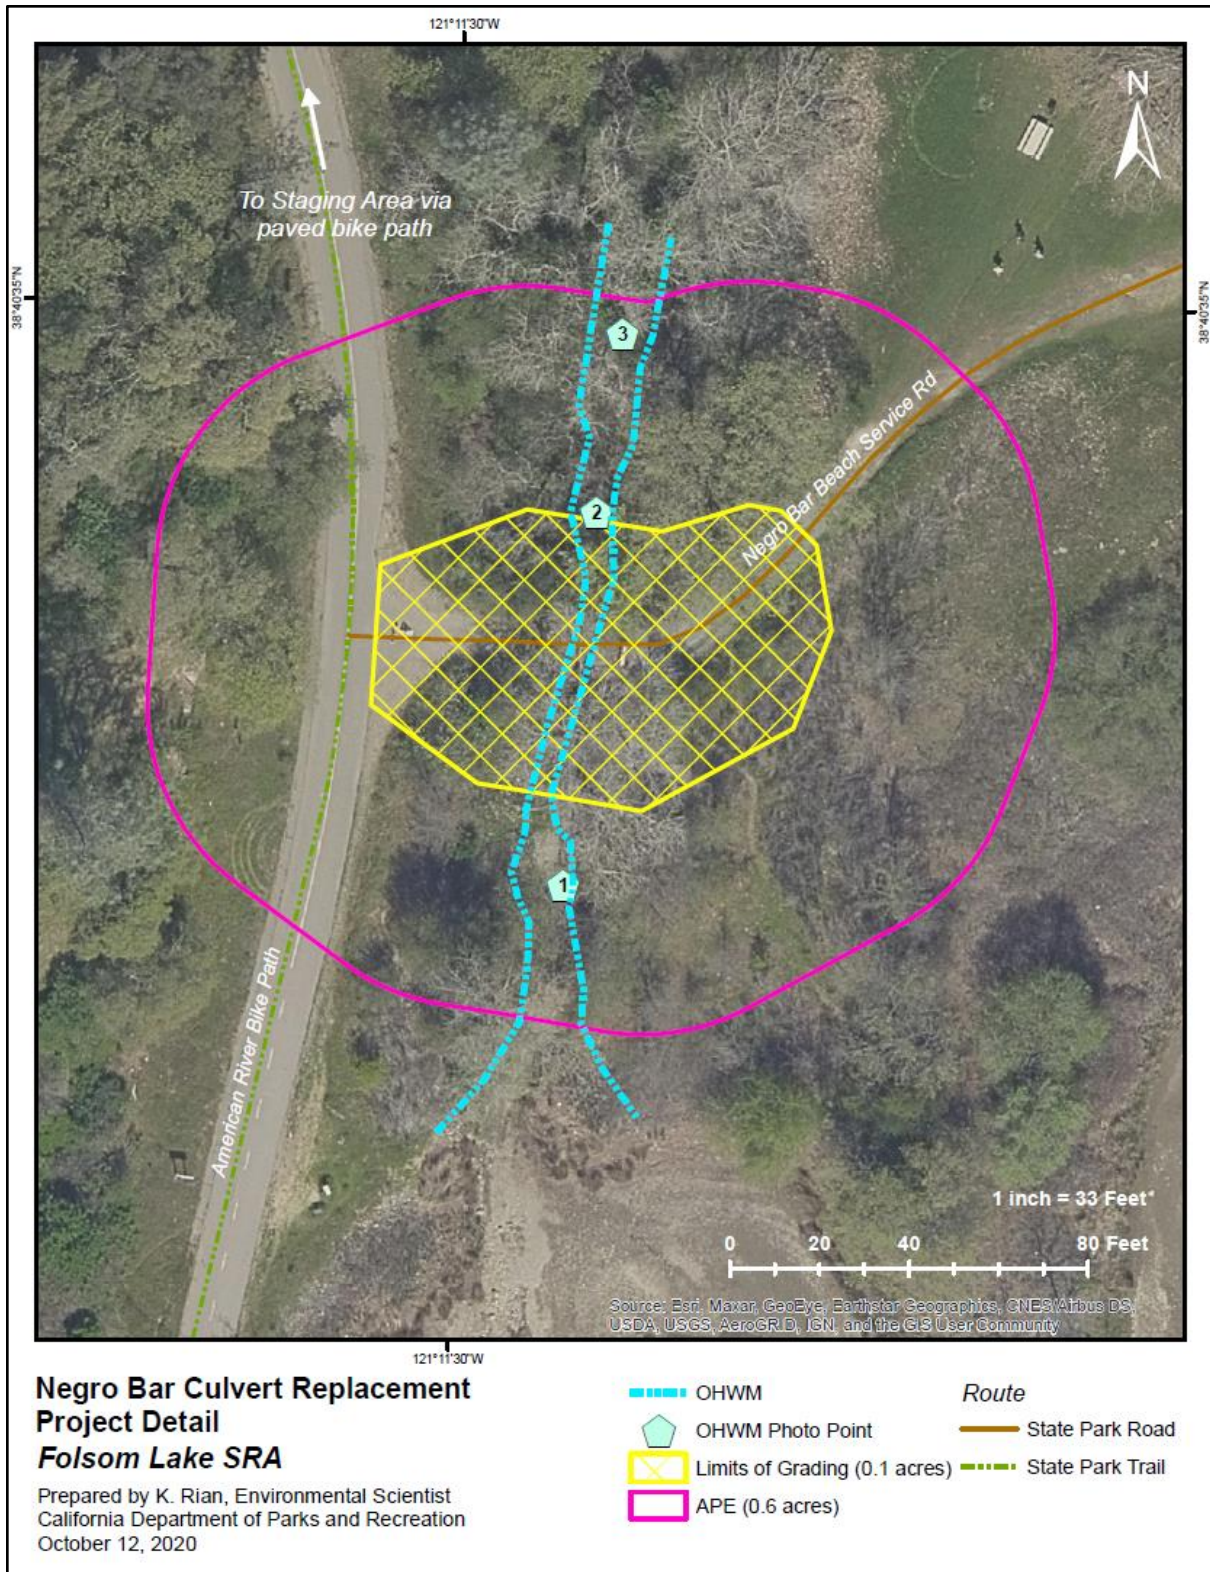 121°11'30"W
N
To Staging Area via
paved bike path
38°40'35"N
38°40'35"N
3
Negro Bar Beach Service Rd
2
1
American River Bike Path
1 inch = 33 Feet*
0 20 40 80 Feet
Source: Esri, Maxar, GeoEye, Earthstar Geographics, CNES/Airbus DS,
USDA, USGS, AeroGRID, IGN, and the GIS User Community
121°11'30"W
Negro Bar Culvert Replacement
Project Detail
Folsom Lake SRA
Prepared by K. Rian, Environmental Scientist
California Department of Parks and Recreation
October 12, 2020
OHWM
OHWM Photo Point
Limits of Grading (0.1 acres)
APE (0.6 acres)
Route
State Park Road
State Park Trail